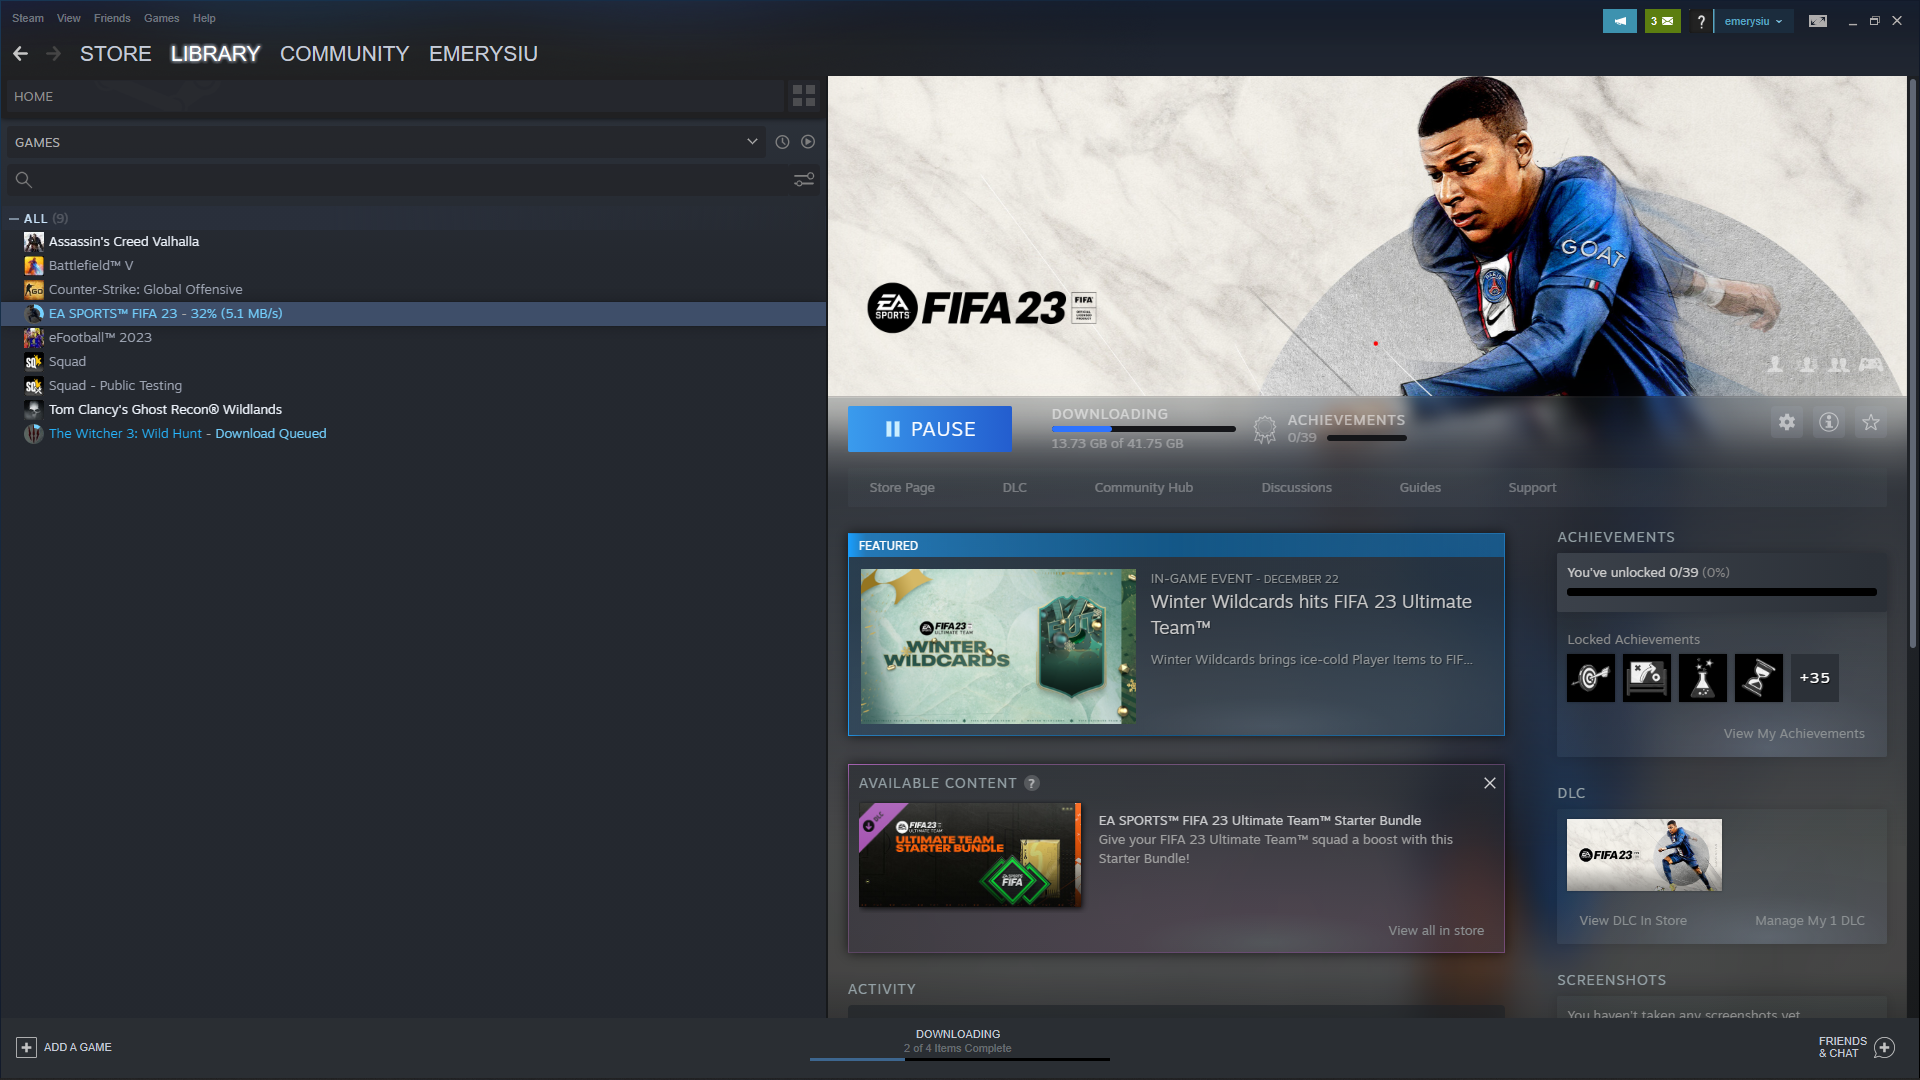 Steam View Friends Games Help
3 ? emerysiu
STORE LIBRARY COMMUNITY EMERYSIU
HOME
GAMES
ALL (9)
Assassin's Creed Valhalla
Battlefield™ V
Counter-Strike: Global Offensive
EA SPORTS™ FIFA 23 - 32% (5.1 MB/s)
eFootball™ 2023
Squad
Squad - Public Testing
Tom Clancy's Ghost Recon® Wildlands
The Witcher 3: Wild Hunt - Download Queued
ADD A GAME
EA SPORTS FIFA 23 FIFA OFFICIAL LICENSED PRODUCT
GOAT
PARIS
PAUSE
DOWNLOADING
13.73 GB of 41.75 GB
ACHIEVEMENTS
0/39
Store Page DLC Community Hub Discussions Guides Support
FEATURED
FIFA 23
ULTIMATE TEAM
WINTER
WILDCARDS
FUT
IN-GAME EVENT - DECEMBER 22
Winter Wildcards hits FIFA 23 Ultimate
Team™
Winter Wildcards brings ice-cold Player Items to FIF...
AVAILABLE CONTENT ?
DLC
FIFA 23
ULTIMATE TEAM
ULTIMATE TEAM
STARTER BUNDLE
FIFA
EA SPORTS™ FIFA 23 Ultimate Team™ Starter Bundle
Give your FIFA 23 Ultimate Team™ squad a boost with this
Starter Bundle!
View all in store
ACTIVITY
ACHIEVEMENTS
You've unlocked 0/39 (0%)
Locked Achievements
+35
View My Achievements
DLC
FIFA 23
View DLC In Store Manage My 1 DLC
SCREENSHOTS
You haven't taken any screenshots yet
DOWNLOADING
2 of 4 Items Complete
FRIENDS
& CHAT